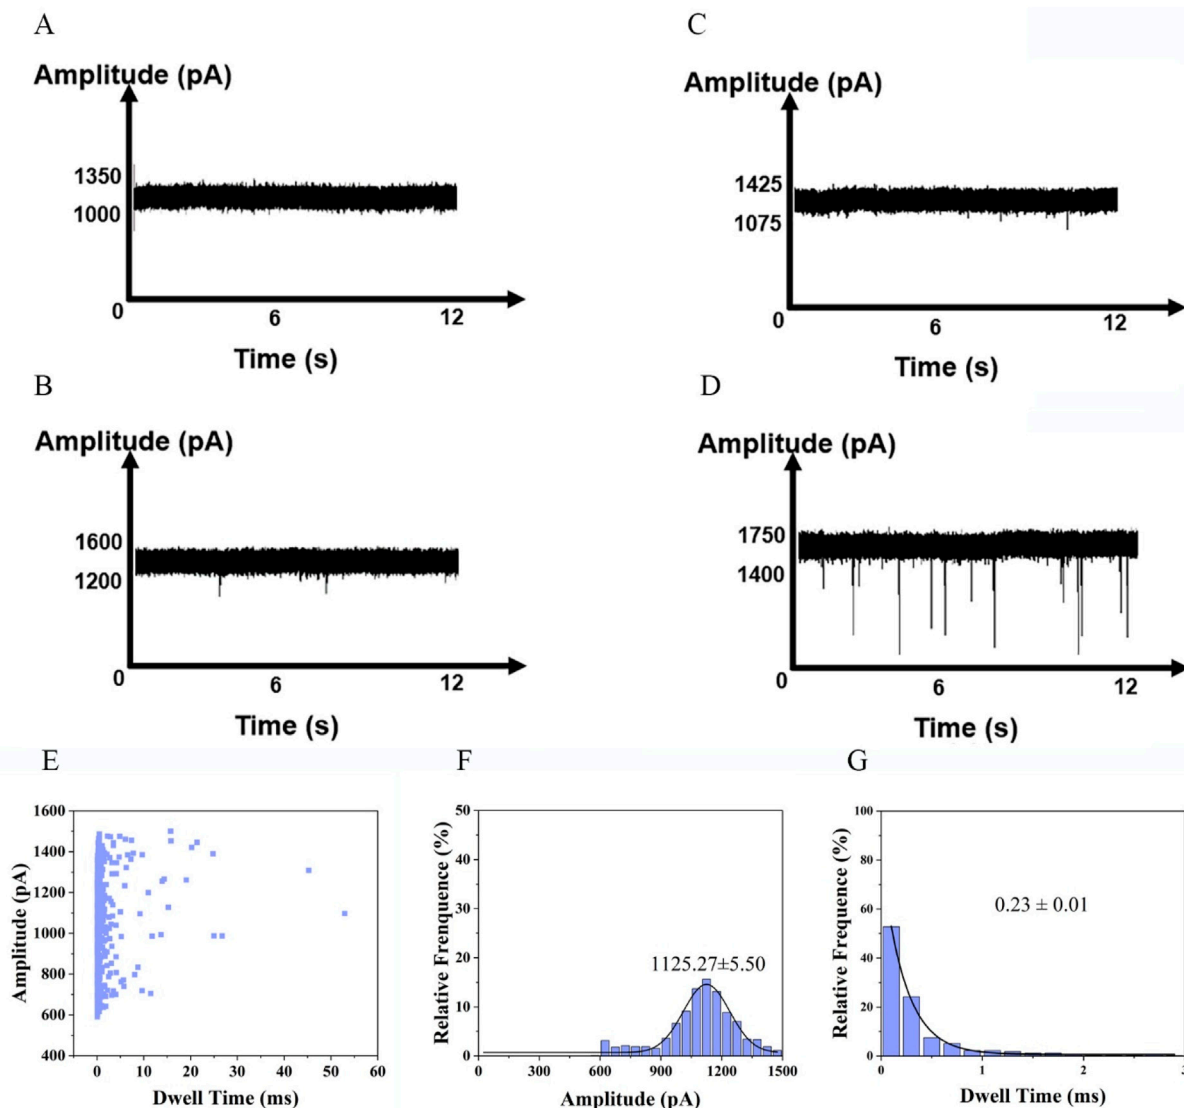 A
Amplitude (pA)
1350
1000
0
6
12
Time (s)
C
Amplitude (pA)
1425
1075
0
6
12
Time (s)
B
Amplitude (pA)
1600
1200
0
6
12
Time (s)
D
Amplitude (pA)
1750
1400
0
6
12
Time (s)
E
1600
1400
1200
1000
800
600
400
Amplitude (pA)
0 10 20 30 40 50 60
Dwell Time (ms)
F
50
40
30
20
10
0
Relative Frenquence (%)
1125.27±5.50
0 300 600 900 1200 1500
Amplitude (pA)
G
100
80
60
40
20
0
Relative Frequence (%)
0.23 ± 0.01
0 1 2 3
Dwell Time (ms)